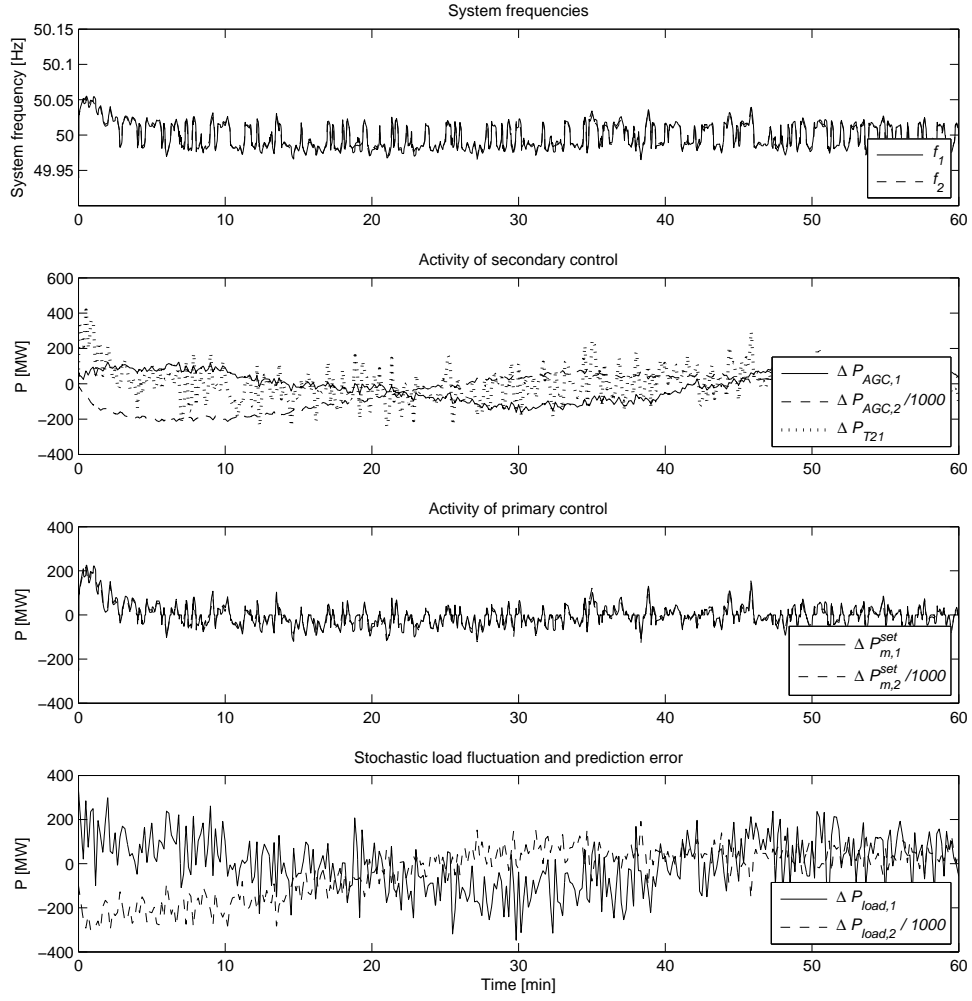 System frequencies
50.15
50.1
50.05
50
49.95
System frequency [Hz]
f1
f2
0 10 20 30 40 50 60
Activity of secondary control
600
400
200
0
−200
−400
P [MW]
Δ PAGC,1
Δ PAGC,2 /1000
Δ PT21
0 10 20 30 40 50 60
Activity of primary control
400
200
0
−200
−400
P [MW]
Δ Psetm,1
Δ Psetm,2 /1000
0 10 20 30 40 50 60
Stochastic load fluctuation and prediction error
400
200
0
−200
−400
P [MW]
Δ Pload,1
Δ Pload,2 / 1000
0 10 20 30 40 50 60
Time [min]